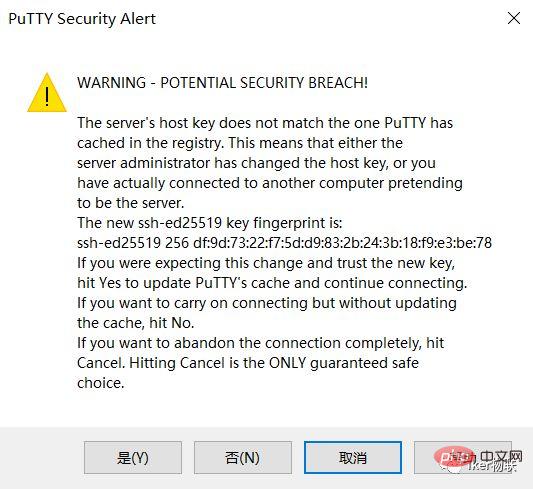 PuTTY Security Alert
WARNING - POTENTIAL SECURITY BREACH!
The server's host key does not match the one PuTTY has
cached in the registry. This means that either the
server administrator has changed the host key, or you
have actually connected to another computer pretending
to be the server.
The new ssh-ed25519 key fingerprint is:
ssh-ed25519 256 df:9d:73:22:f7:5d:d9:83:2b:24:3b:18:f9:e3:be:78
If you were expecting this change and trust the new key,
hit Yes to update PuTTY's cache and continue connecting.
If you want to carry on connecting but without updating
the cache, hit No.
If you want to abandon the connection completely, hit
Cancel. Hitting Cancel is the ONLY guaranteed safe
choice.
是(Y)
否(N)
取消
php 中文网